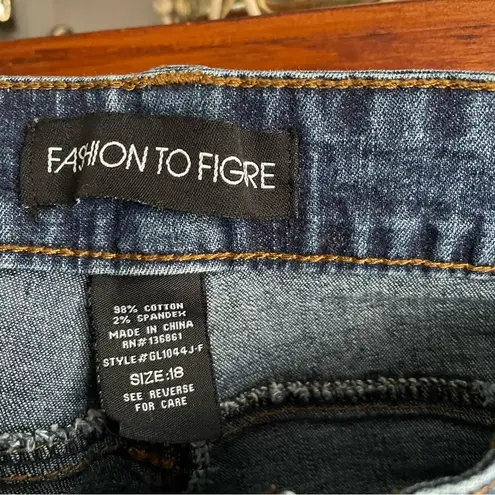 FASHION TO FIGRE
98% COTTON
2% SPANDEX
MADE IN CHINA
RN# 136861
STYLE#GL1044J-F
SIZE:18
SEE REVERSE
FOR CARE